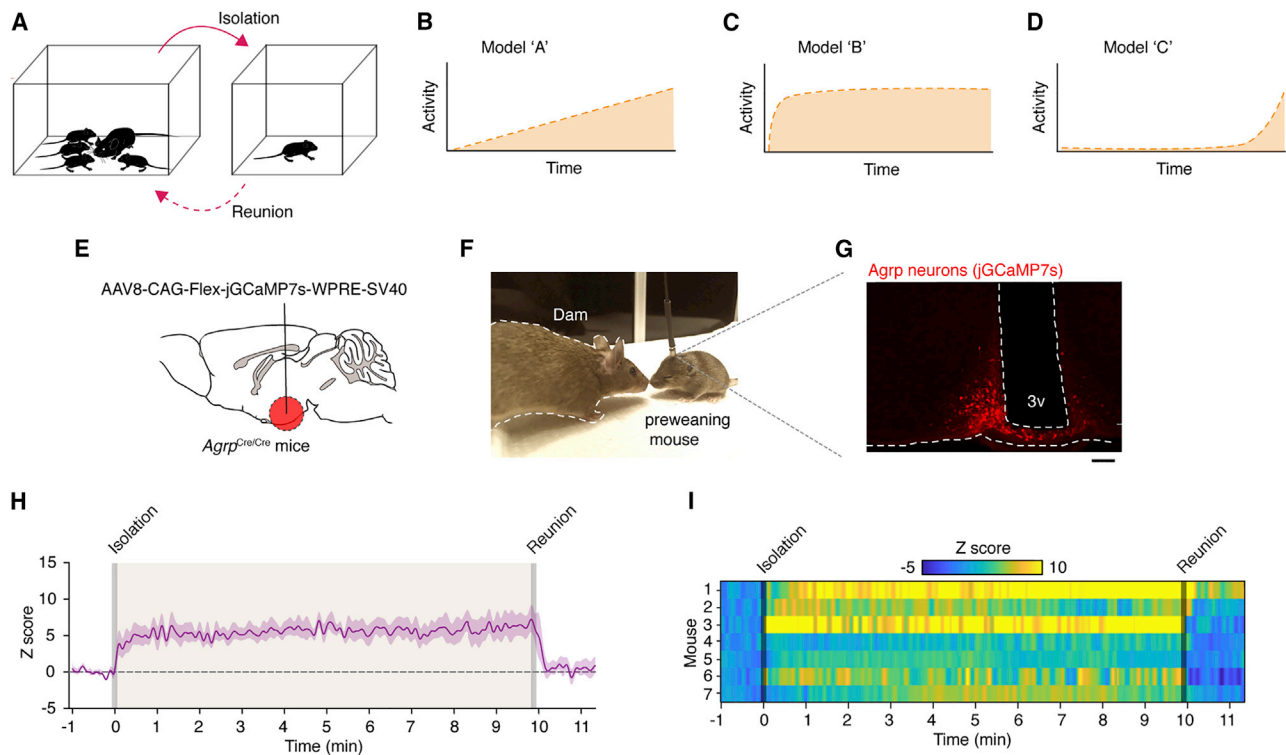 A
Isolation
Reunion
B
Model ‘A’
Activity
Time
C
Model ‘B’
Activity
Time
D
Model ‘C’
Activity
Time
E
AAV8-CAG-Flex-jGCaMP7s-WPRE-SV40
Agrp^Cre/Cre mice
F
Dam
preweaning
mouse
G
Agrp neurons (jGCaMP7s)
3v
H
Isolation
Reunion
Z score
15
10
5
0
-5
-1 0 1 2 3 4 5 6 7 8 9 10 11
Time (min)
I
Isolation
Z score
-5 10
Reunion
Mouse
1
2
3
4
5
6
7
-1 0 1 2 3 4 5 6 7 8 9 10 11
Time (min)